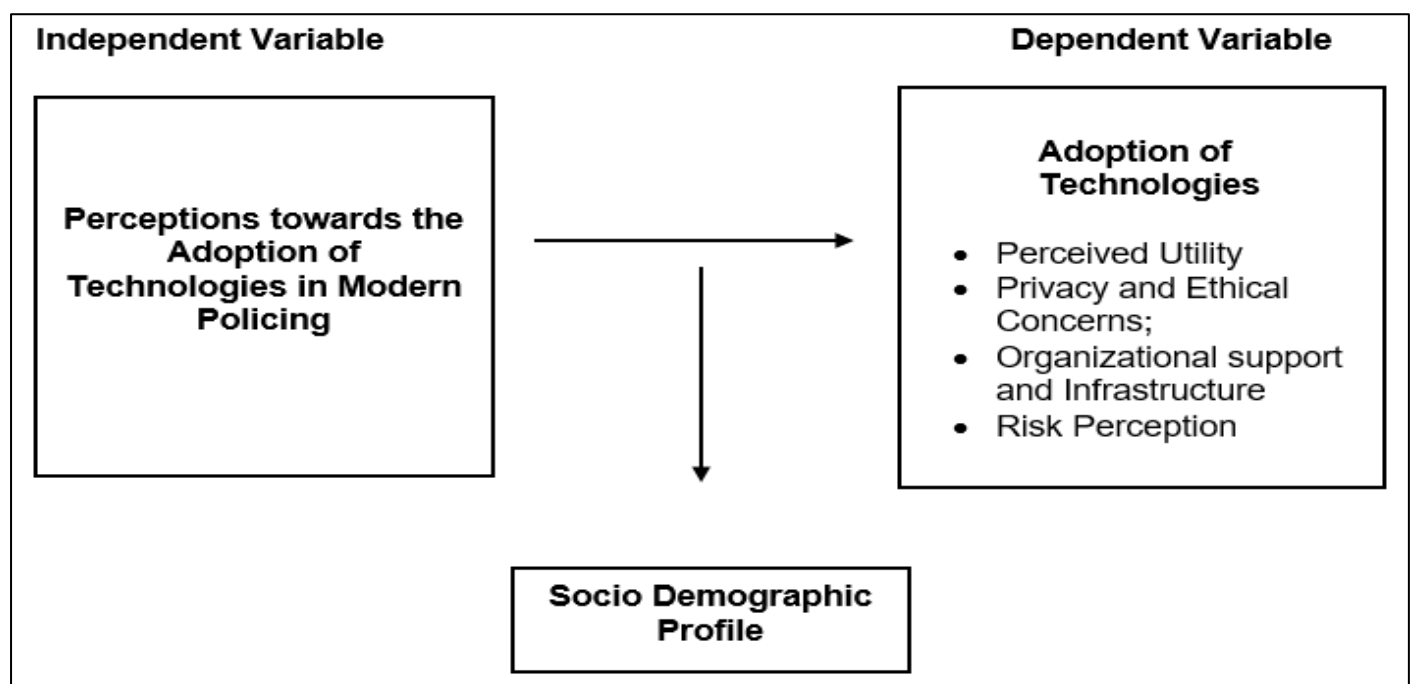 Independent Variable
Dependent Variable
Perceptions towards the
Adoption of
Technologies in Modern
Policing
Adoption of
Technologies
• Perceived Utility
• Privacy and Ethical
Concerns;
• Organizational support
and Infrastructure
• Risk Perception
Socio Demographic
Profile